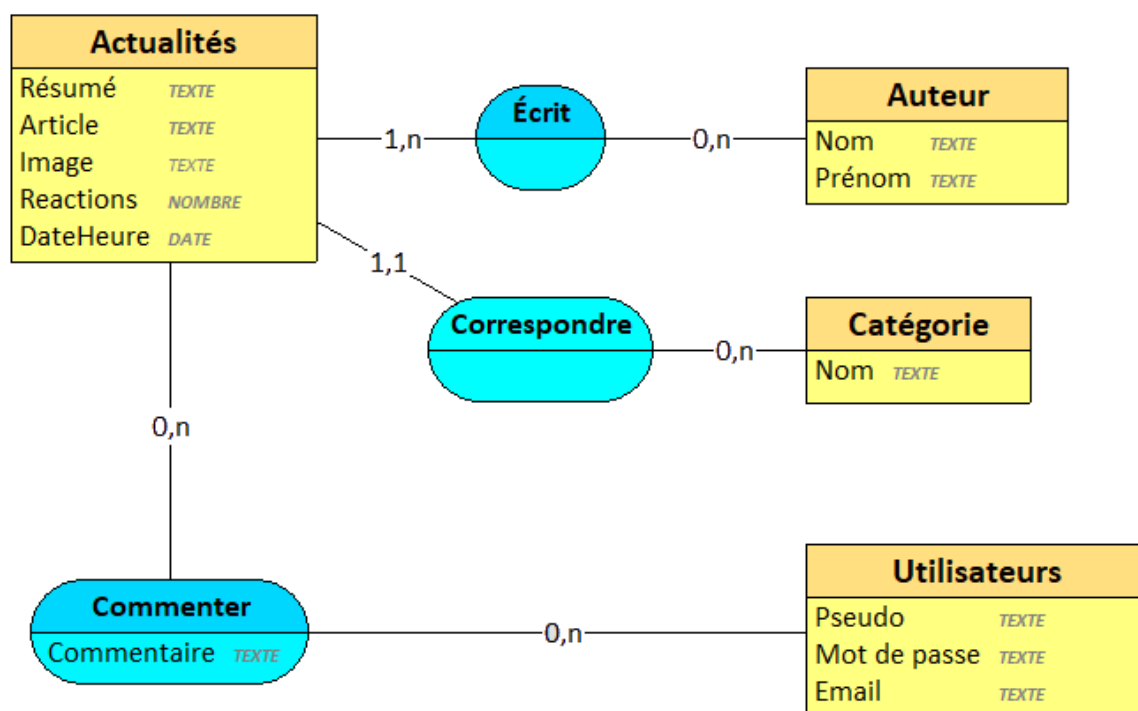 Actualités
Résumé TEXTE
Article TEXTE
Image TEXTE
Reactions NOMBRE
DateHeure DATE
1,n
Écrit
0,n
Auteur
Nom TEXTE
Prénom TEXTE
1,1
Correspondre
0,n
Catégorie
Nom TEXTE
0,n
Commenter
Commentaire TEXTE
0,n
Utilisateurs
Pseudo TEXTE
Mot de passe TEXTE
Email TEXTE